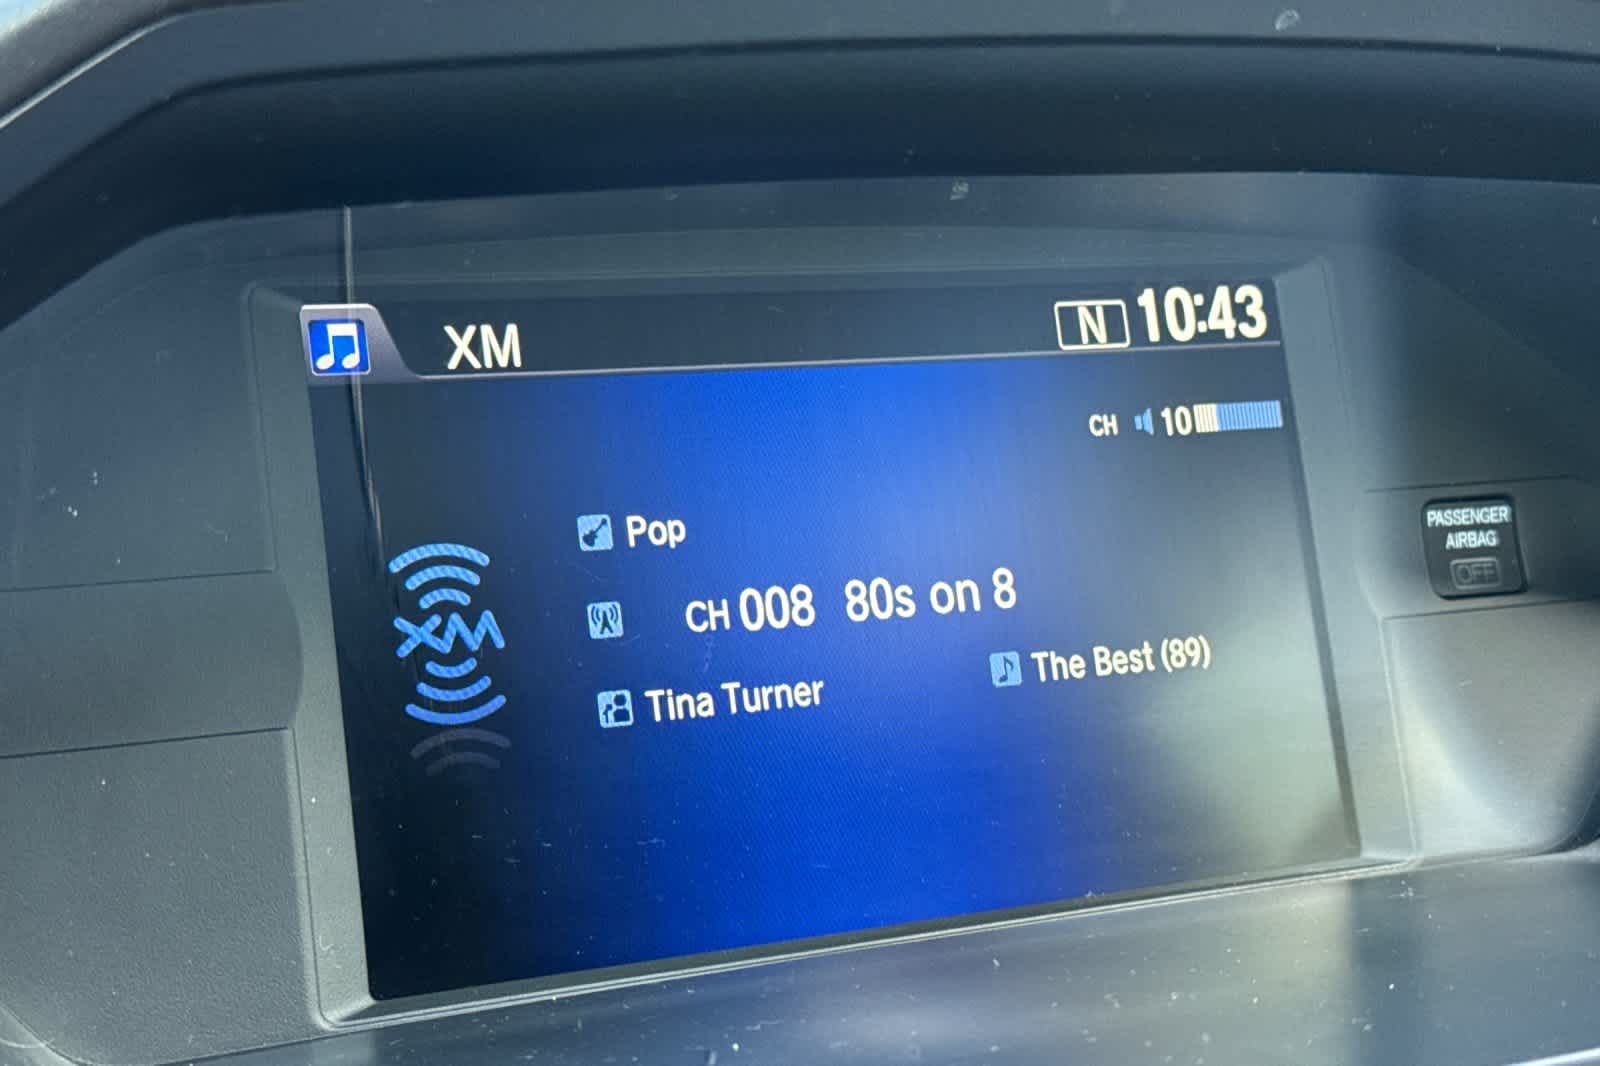 XM
N 10:43
CH 10
Pop
XM
CH 008 80s on 8
Tina Turner
The Best (89)
PASSENGER
AIRBAG
OFF